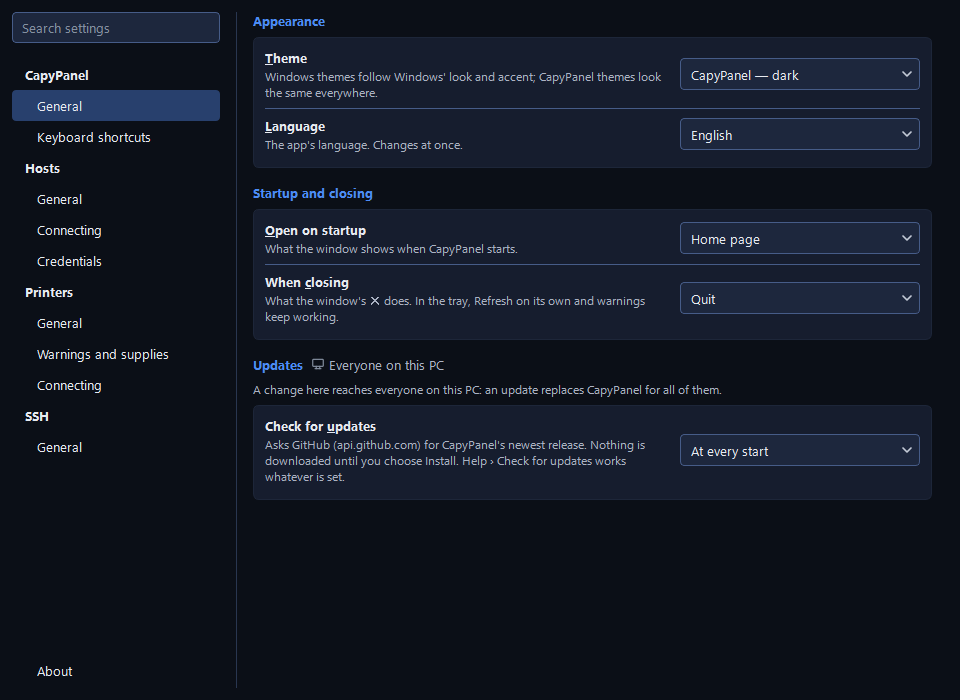 Search settings
CapyPanel
General
Keyboard shortcuts
Hosts
General
Connecting
Credentials
Printers
General
Warnings and supplies
Connecting
SSH
General
About
Appearance
Theme
Windows themes follow Windows' look and accent; CapyPanel themes look
the same everywhere.
CapyPanel — dark
Language
The app's language. Changes at once.
English
Startup and closing
Open on startup
What the window shows when CapyPanel starts.
Home page
When closing
What the window's ✕ does. In the tray, Refresh on its own and warnings
keep working.
Quit
Updates Everyone on this PC
A change here reaches everyone on this PC: an update replaces CapyPanel for all of them.
Check for updates
Asks GitHub (api.github.com) for CapyPanel's newest release. Nothing is
downloaded until you choose Install. Help › Check for updates works
whatever is set.
At every start